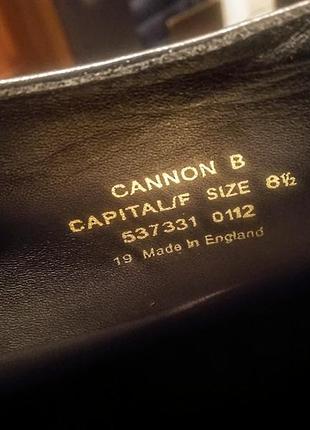 CANNON B
CAPITAL/F SIZE 8½
537331 0112
19 Made In England